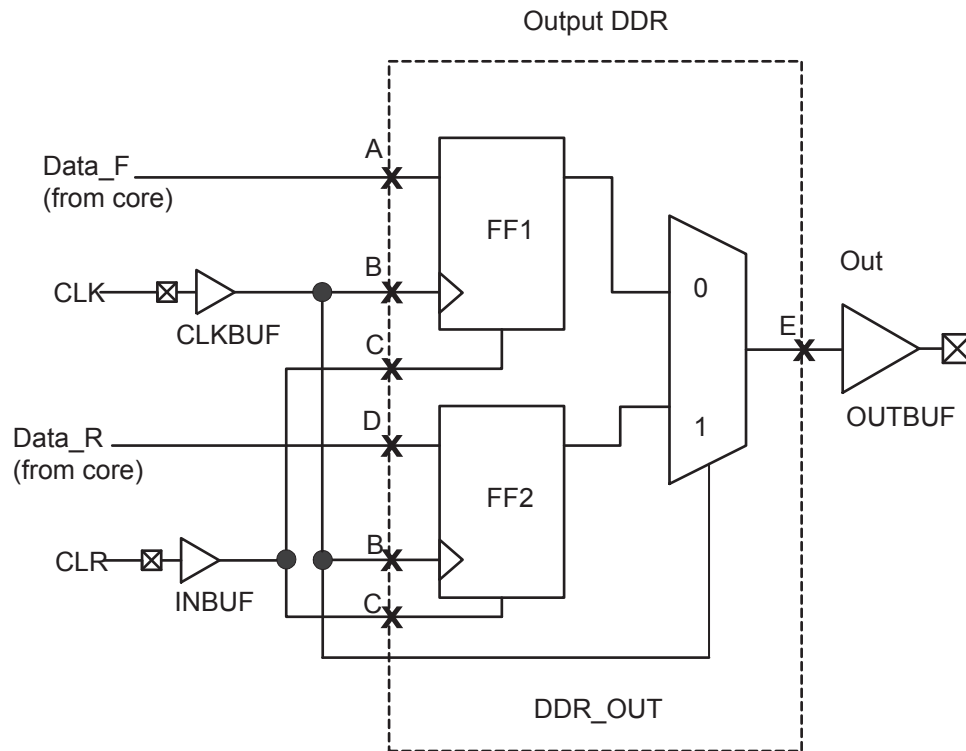 Output DDR
A
Data_F
(from core)
FF1
B
CLK
CLKBUF
0
Out
C
E
D
OUTBUF
Data_R
(from core)
1
FF2
B
CLR
INBUF
C
DDR_OUT